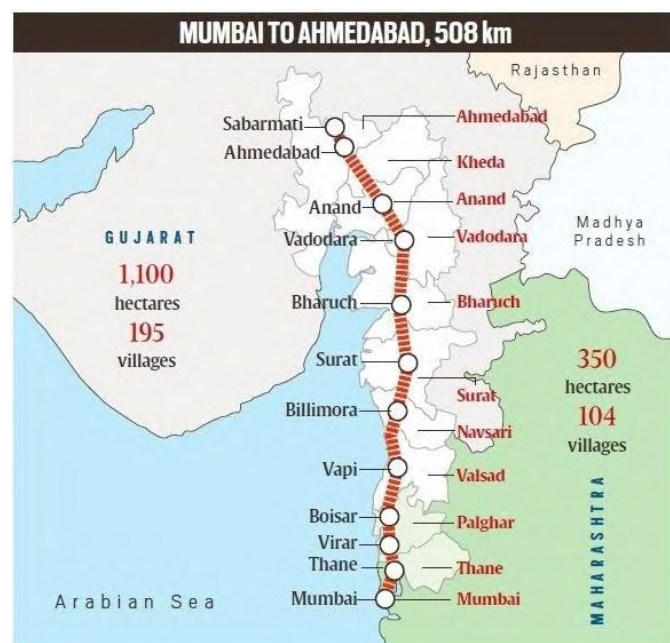 MUMBAI TO AHMEDABAD, 508 km
Rajasthan
Sabarmati
Ahmedabad
Ahmedabad
Kheda
Anand
Anand
GUJARAT
Vadodara
Vadodara
Madhya
Pradesh
1,100
hectares
195
villages
Bharuch
Bharuch
Surat
Surat
350
hectares
104
villages
Billimora
Navsari
Vapi
Valsad
Boisar
Palghar
Virar
Thane
Thane
MAHARASHTRA
Arabian Sea
Mumbai
Mumbai